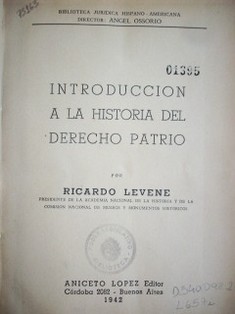 BIBLIOTECA JURIDICA HISPANO-AMERICANA
DIRECTOR: ANGEL OSSORIO
01395
INTRODUCCION
A LA HISTORIA DEL
DERECHO PATRIO
POR
RICARDO LEVENE
PRESIDENTE DE LA ACADEMIA NACIONAL DE LA HISTORIA Y DE LA
COMISION NACIONAL DE MUSEOS Y MONUMENTOS HISTORICOS
ANICETO LOPEZ Editor
Córdoba 2082 - Buenos Aires
1942